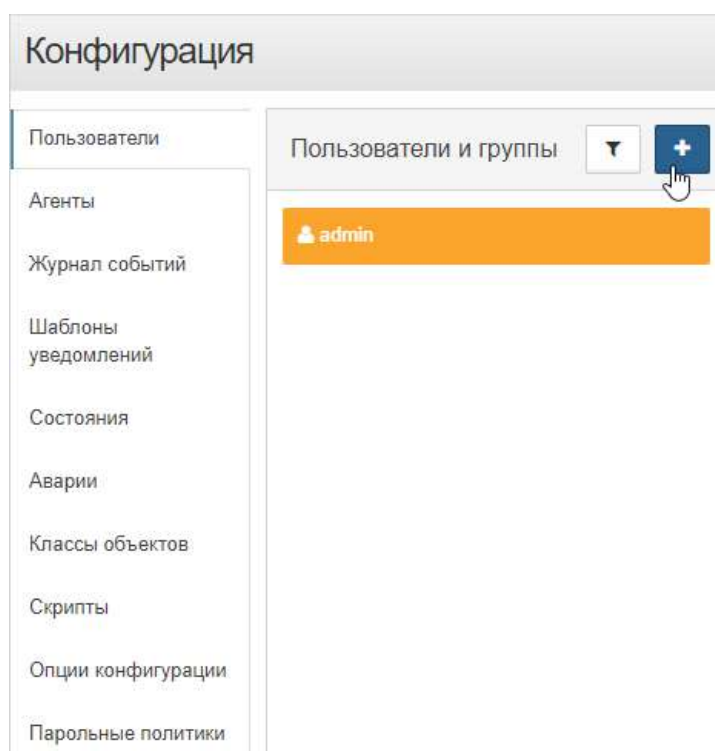 Конфигурация
Пользователи
Агенты
Журнал событий
Шаблоны
уведомлений
Состояния
Аварии
Классы объектов
Скрипты
Опции конфигурации
Парольные политики
Пользователи и группы
admin